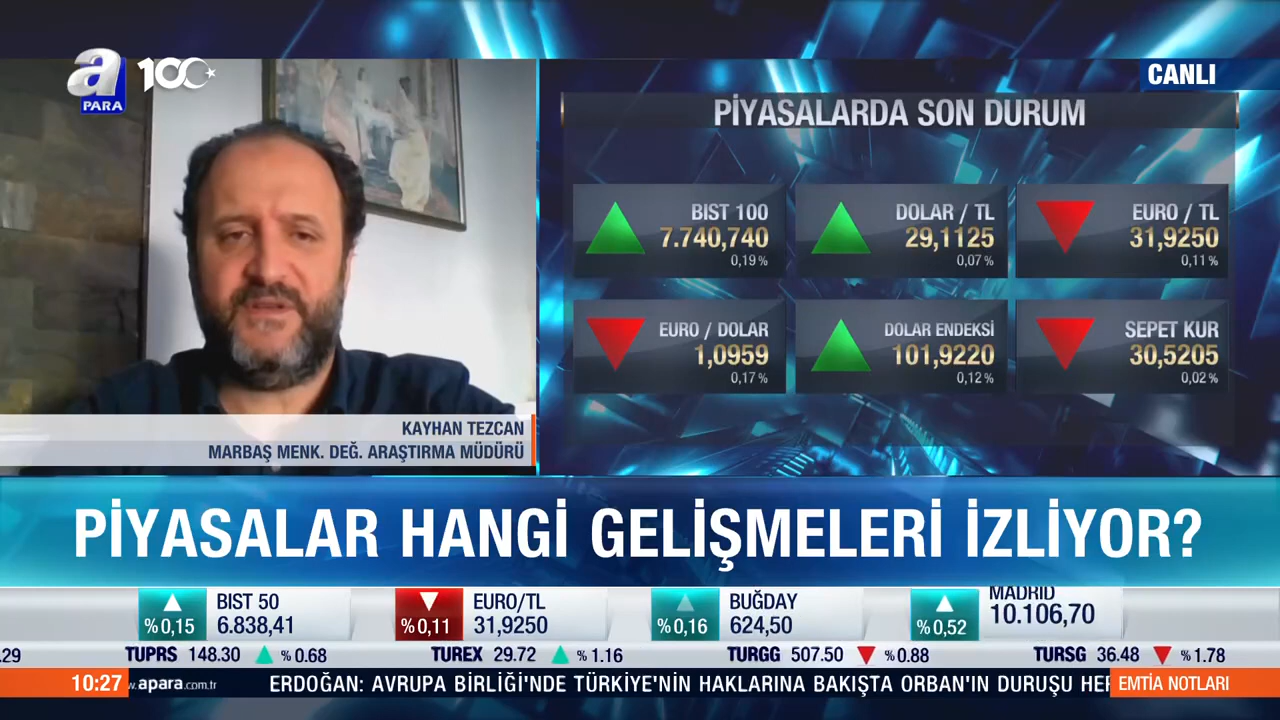 a
PARA
100
CANLI
PİYASALARDA SON DURUM
BIST 100
7.740,740
0,19 %
DOLAR / TL
29,1125
0,07 %
EURO / TL
31,9250
0,11 %
EURO / DOLAR
1,0959
0,17 %
DOLAR ENDEKSİ
101,9220
0,12 %
SEPET KUR
30,5205
0,02 %
KAYHAN TEZCAN
MARBAŞ MENK. DEĞ. ARAŞTIRMA MÜDÜRÜ
PİYASALAR HANGİ GELİŞMELERİ İZLİYOR?
% 0,15 BIST 50 6.838,41
% 0,11 EURO/TL 31,9250
% 0,16 BUĞDAY 624,50
% 0,52 MADRID 10.106,70
.29 TUPRS 148.30 % 0.68 TUREX 29.72 % 1.16 TURGG 507.50 % 0.88 TURSG 36.48 % 1.78
10:27 w.apara.com.tr ERDOĞAN: AVRUPA BİRLİĞİ'NDE TÜRKİYE'NİN HAKLARINA BAKIŞTA ORBAN'IN DURUŞU HEP EMTİA NOTLARI